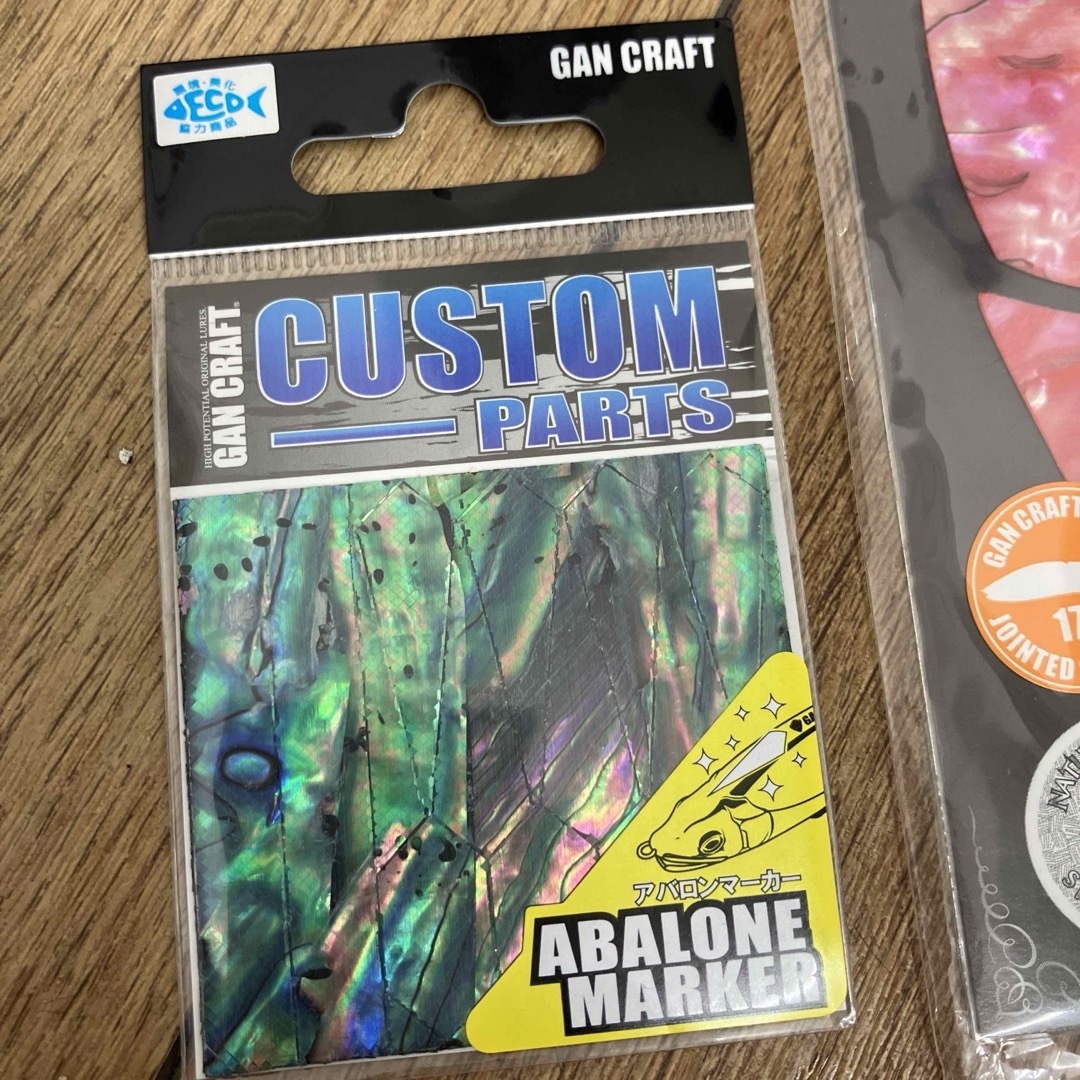 GAN CRAFT
環境・美化
ECO
協力商品
HIGH POTENTIAL ORIGINAL LURES
GAN CRAFT.
CUSTOM
PARTS
アバロンマーカー
ABALONE
MARKER
GAN CRAFT
17
JOINTED